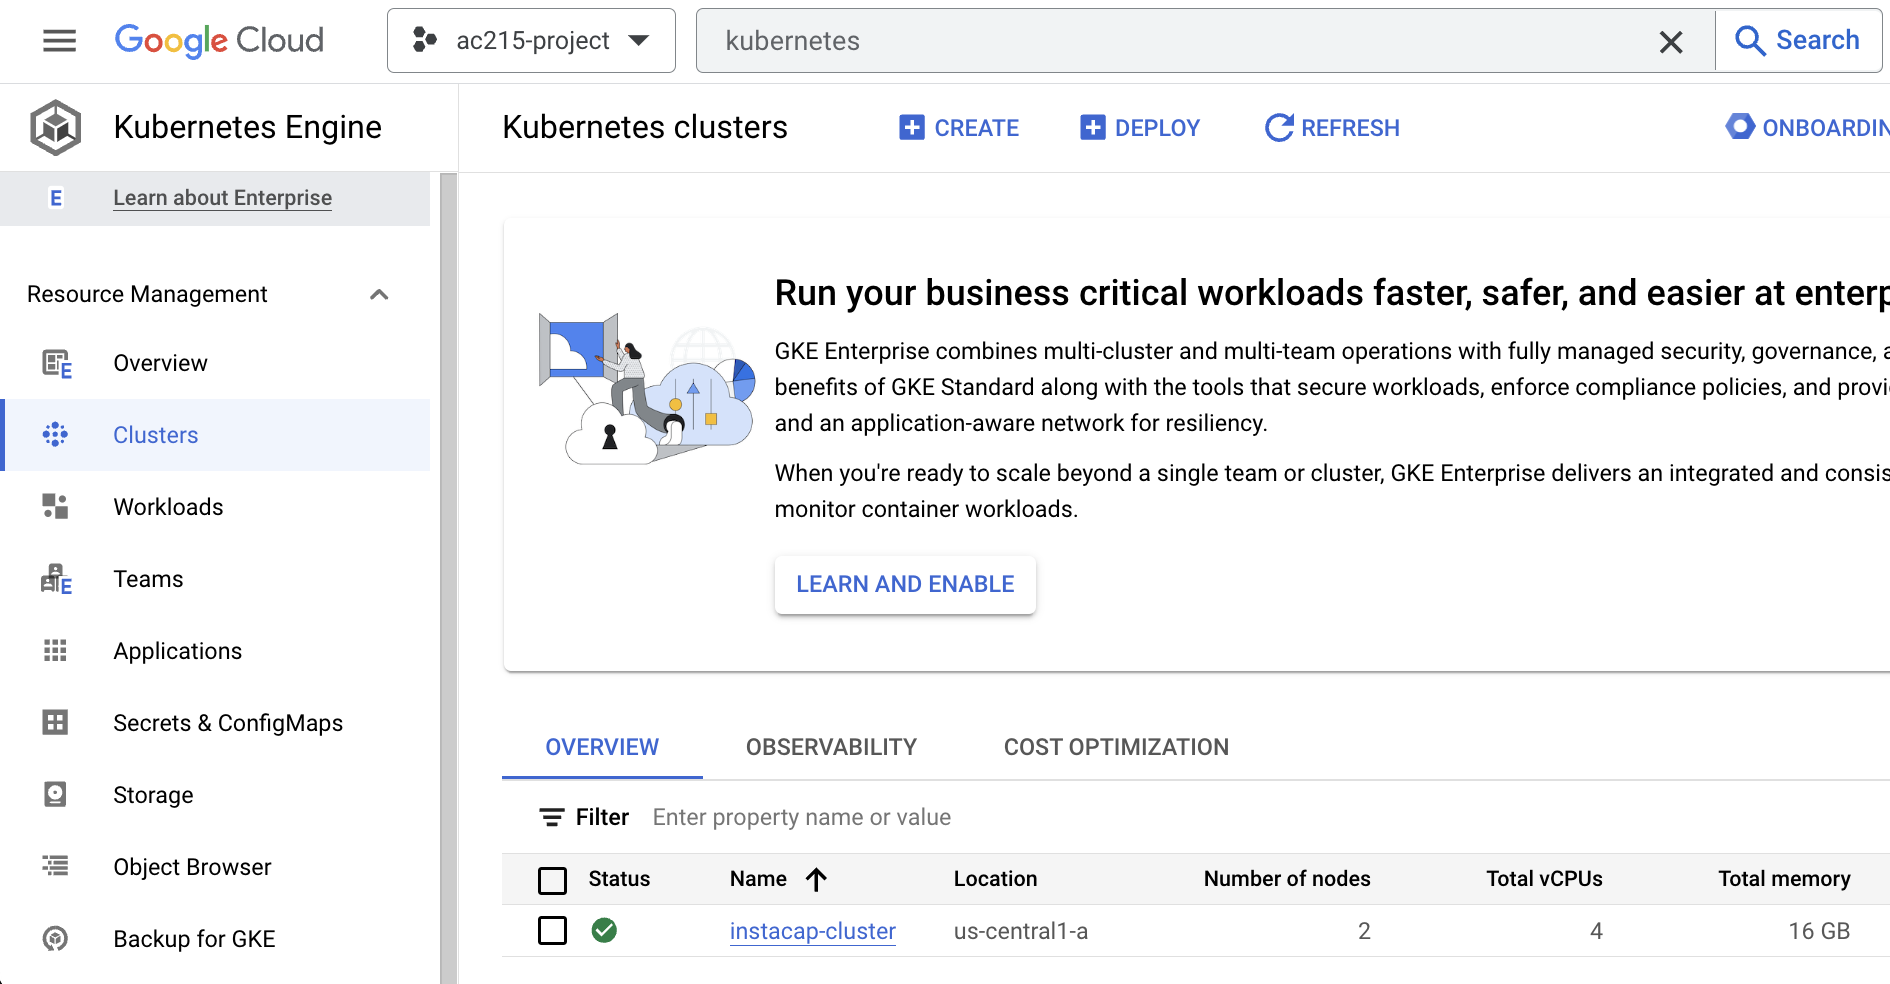 Google Cloud
ac215-project
kubernetes
Search
Kubernetes Engine
Kubernetes clusters
CREATE
DEPLOY
REFRESH
ONBOARDIN
E
Learn about Enterprise
Resource Management
Overview
Clusters
Workloads
Teams
Applications
Secrets & ConfigMaps
Storage
Object Browser
Backup for GKE
Run your business critical workloads faster, safer, and easier at enterp
GKE Enterprise combines multi-cluster and multi-team operations with fully managed security, governance, a
benefits of GKE Standard along with the tools that secure workloads, enforce compliance policies, and provi
and an application-aware network for resiliency.
When you're ready to scale beyond a single team or cluster, GKE Enterprise delivers an integrated and consis
monitor container workloads.
LEARN AND ENABLE
OVERVIEW
OBSERVABILITY
COST OPTIMIZATION
Filter Enter property name or value
Status Name Location Number of nodes Total vCPUs Total memory
instacap-cluster us-central1-a 2 4 16 GB